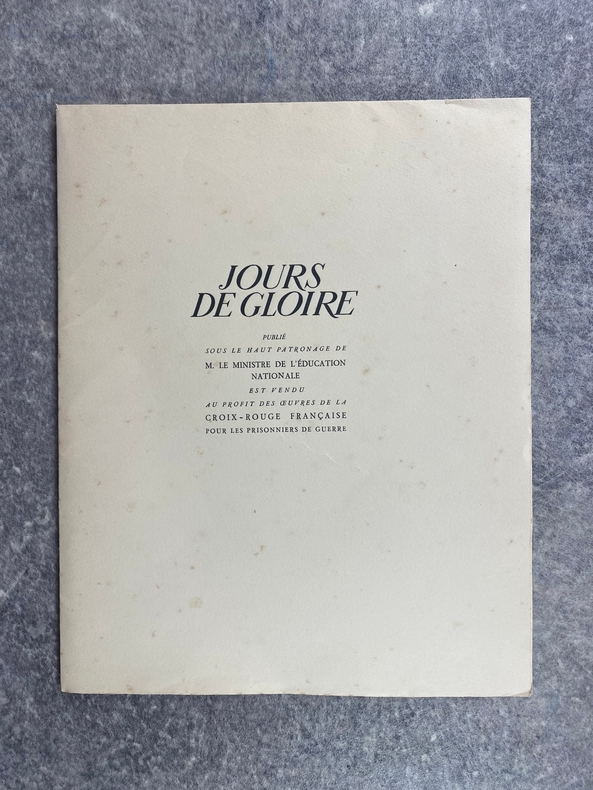 JOURS
DE GLOIRE
PUBLIÉ
SOUS LE HAUT PATRONAGE DE
M. LE MINISTRE DE L'ÉDUCATION
NATIONALE
EST VENDU
AU PROFIT DES ŒUVRES DE LA
CROIX-ROUGE FRANÇAISE
POUR LES PRISONNIERS DE GUERRE